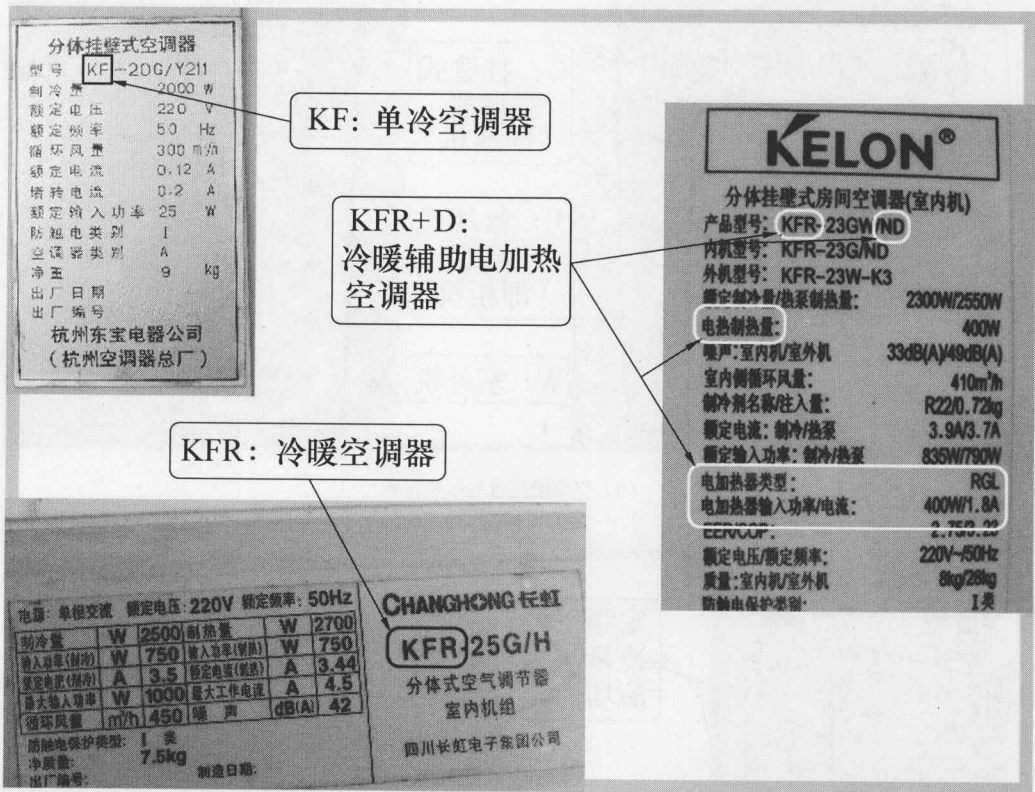 分体挂壁式空调器
型号 KF-20G/Y211
制冷量 2000 W
额定电压 220 V
额定频率 50 Hz
循环风量 300 m³/h
额定电流 0.12 A
堵转电流 0.2 A
额定输入功率 25 W
防触电类别 I
空调器类别 A
净重 9 kg
出厂日期
出厂编号
杭州东宝电器公司
(杭州空调器总厂)
KF: 单冷空调器
KFR+D:
冷暖辅助电加热
空调器
KFR: 冷暖空调器
KELON®
分体挂壁式房间空调器(室内机)
产品型号: KFR-23GW/ND
内机型号: KFR-23G/ND
外机型号: KFR-23W-K3
额定制冷量/热泵制热量: 2300W/2550W
电热制热量: 400W
噪声:室内机/室外机 33dB(A)/49dB(A)
室内侧循环风量: 410m³/h
制冷剂名称/注入量: R22/0.72kg
额定电流:制冷/热泵 3.9A/3.7A
额定输入功率:制冷/热泵 835W/790W
电加热器类型: RGL
电加热器输入功率/电流: 400W/1.8A
EER/COP: 2.75/3.23
额定电压/额定频率: 220V~/50Hz
质量:室内机/室外机 8kg/26kg
防触电保护类别: I类
电源: 单相交流 额定电压:220V 额定频率:50Hz
制冷量 W 2500 制热量 W 2700
输入功率(制冷) W 750 输入功率(制热) W 750
额定电流(制冷) A 3.5 额定电流(制热) A 3.44
最大输入功率 W 1000 最大工作电流 A 4.5
循环风量 m³/h 450 噪声 dB(A) 42
防触电保护类型: I 类
净质量: 7.5kg
出厂编号: 制造日期:
CHANGHONG 长虹
KFR-25G/H
分体式空气调节器
室内机组
四川长虹电子集团公司